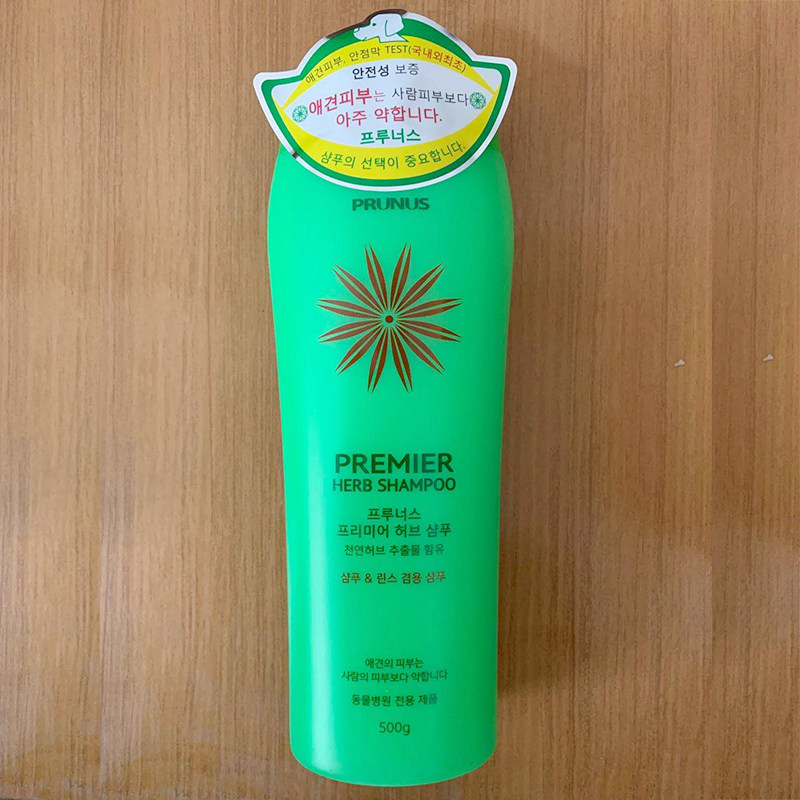 애견피부, 안점막 TEST(국내외최초)
안전성 보증
애견피부는 사람피부보다
아주 약합니다.
프루너스
샴푸의 선택이 중요합니다.
PRUNUS
PREMIER
HERB SHAMPOO
프루너스
프리미어 허브 샴푸
천연허브 추출물 함유
샴푸 & 린스 겸용 샴푸
애견의 피부는
사람의 피부보다 약합니다
동물병원 전용 제품
500g